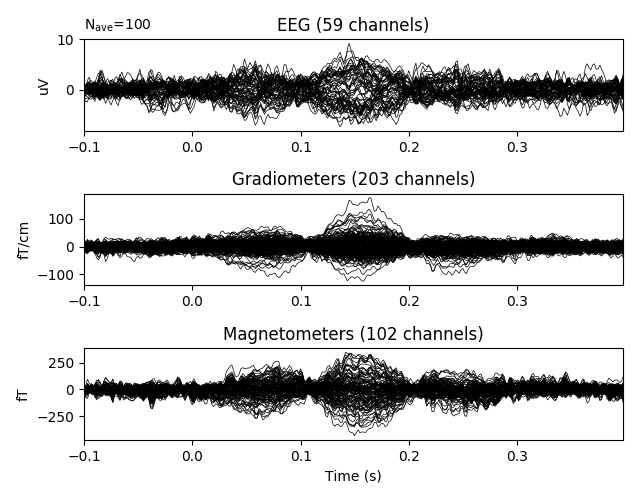 N_ave=100
EEG (59 channels)
10
0
uV
−0.1 0.0 0.1 0.2 0.3
Gradiometers (203 channels)
100
0
−100
fT/cm
−0.1 0.0 0.1 0.2 0.3
Magnetometers (102 channels)
250
0
−250
fT
−0.1 0.0 0.1 0.2 0.3
Time (s)